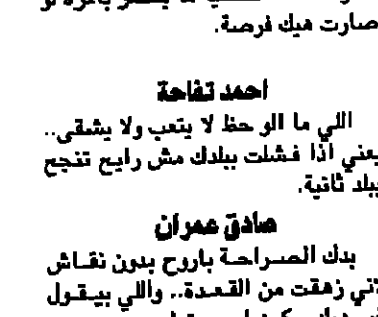 صارت هيك فرصة.
احمد تفاحة
اللي ما الو حظ لا يتعب ولا يشقى..
يعني اذا فشلت ببلدك مش رايح تنجح
ببلد ثانية.
صادق عمران
بدك الصراحة باروح بدون نقاش
لاني زهقت من القعدة.. واللي بيقول